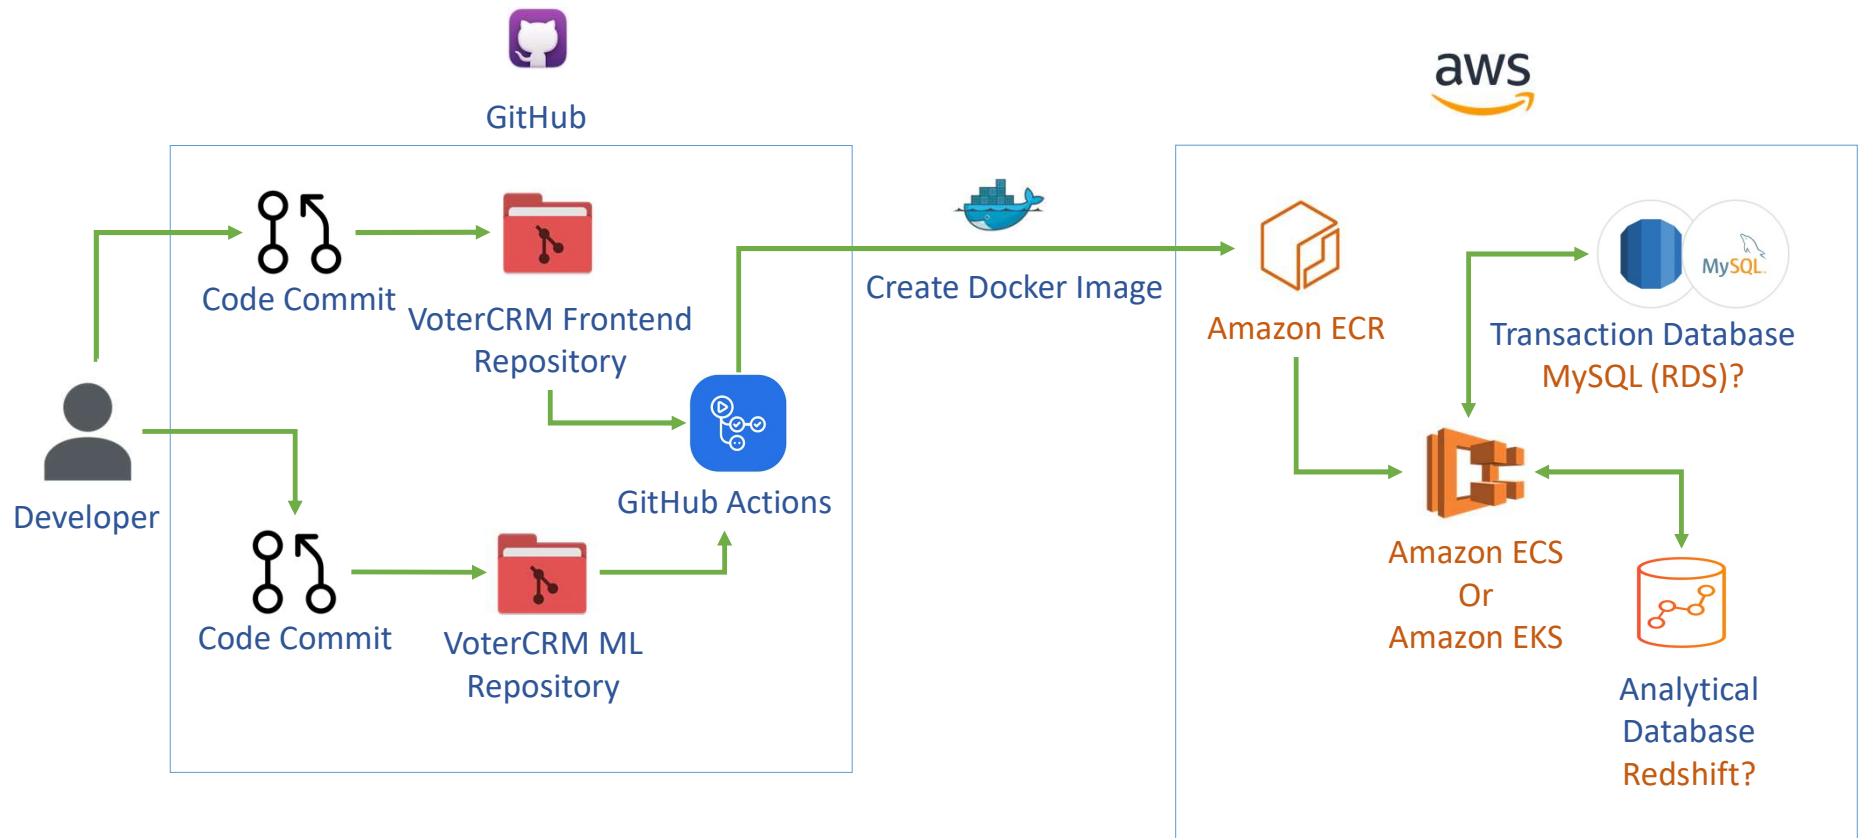 GitHub
aws
Code Commit
VoterCRM Frontend
Repository
Create Docker Image
Amazon ECR
MySQL
Transaction Database
MySQL (RDS)?
Developer
GitHub Actions
Code Commit
VoterCRM ML
Repository
Amazon ECS
Or
Amazon EKS
Analytical
Database
Redshift?